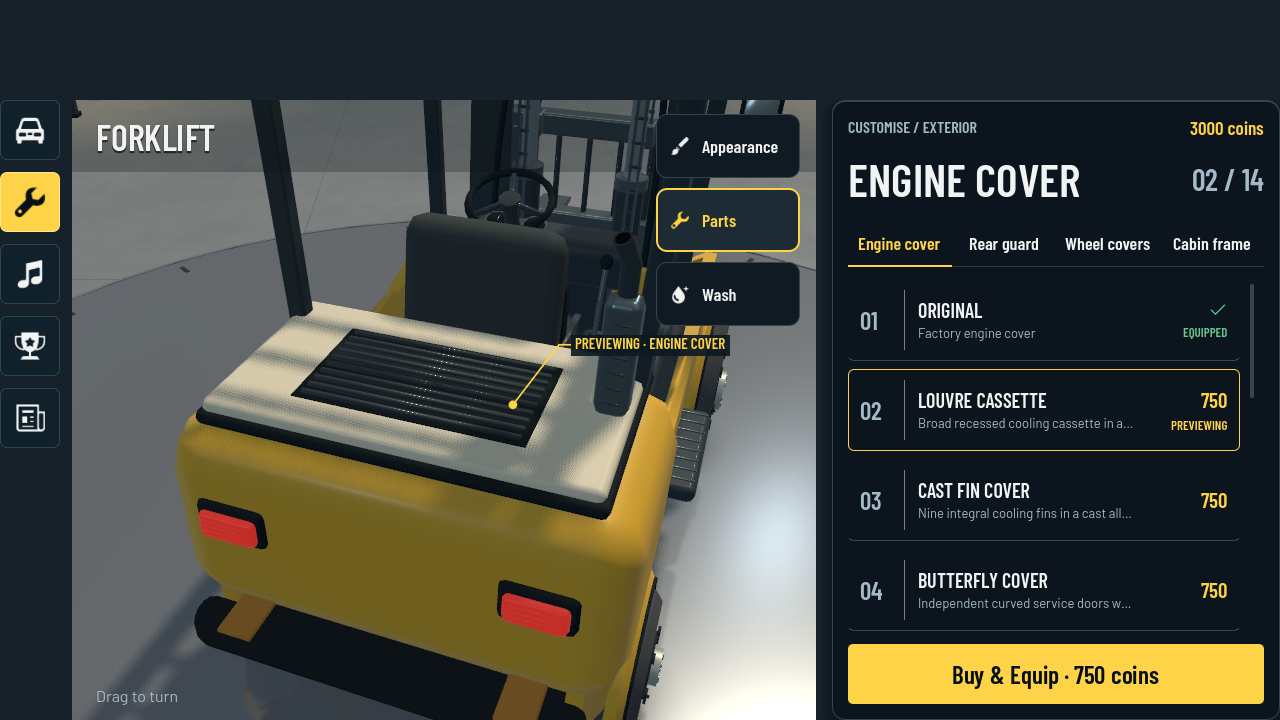 FORKLIFT
Appearance
Parts
Wash
PREVIEWING · ENGINE COVER
Drag to turn
CUSTOMISE / EXTERIOR
3000 coins
ENGINE COVER
02 / 14
Engine cover
Rear guard
Wheel covers
Cabin frame
01
ORIGINAL
Factory engine cover
EQUIPPED
02
LOUVRE CASSETTE
Broad recessed cooling cassette in a...
750
PREVIEWING
03
CAST FIN COVER
Nine integral cooling fins in a cast all...
750
04
BUTTERFLY COVER
Independent curved service doors w...
750
Buy & Equip · 750 coins